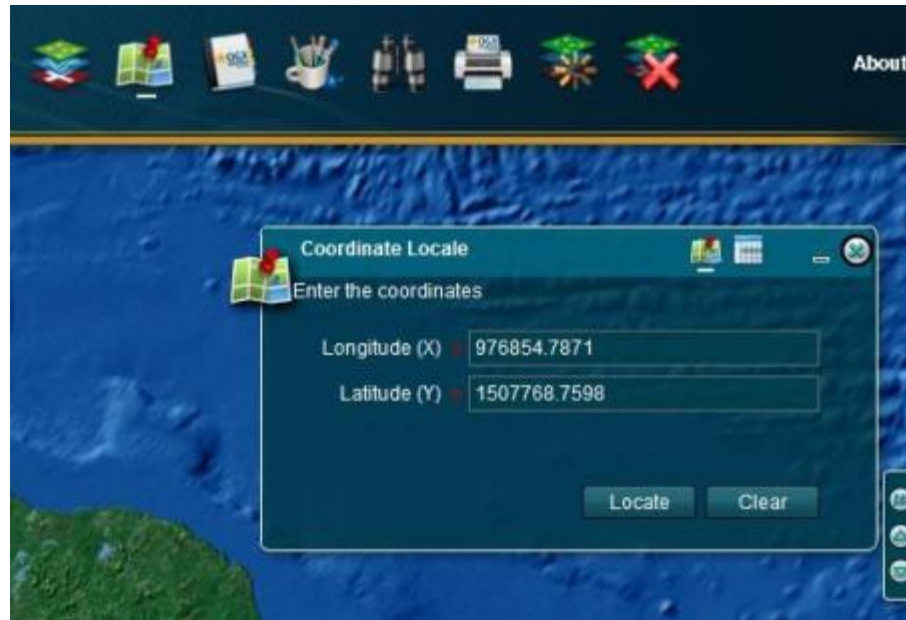 About
Coordinate Locale
Enter the coordinates
Longitude (X) 976854.7871
Latitude (Y) 1507768.7598
Locate Clear